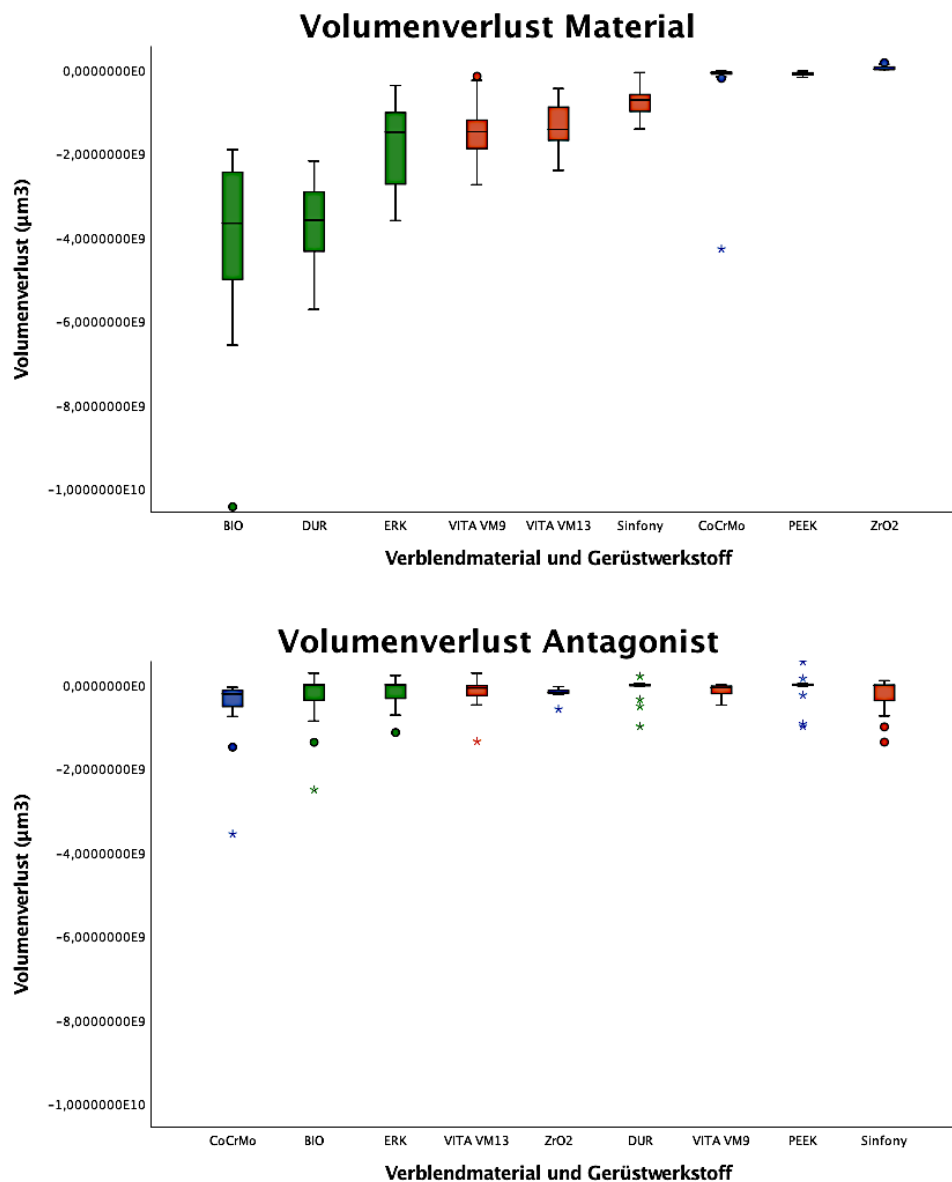 Volumenverlust Material
Volumenverlust (µm3)
0,0000000E0
-2,0000000E9
-4,0000000E9
-6,0000000E9
-8,0000000E9
-1,0000000E10
BIO DUR ERK VITA VM9 VITA VM13 Sinfony CoCrMo PEEK ZrO2
Verblendmaterial und Gerüstwerkstoff
Volumenverlust Antagonist
Volumenverlust (µm3)
0,0000000E0
-2,0000000E9
-4,0000000E9
-6,0000000E9
-8,0000000E9
-1,0000000E10
CoCrMo BIO ERK VITA VM13 ZrO2 DUR VITA VM9 PEEK Sinfony
Verblendmaterial und Gerüstwerkstoff